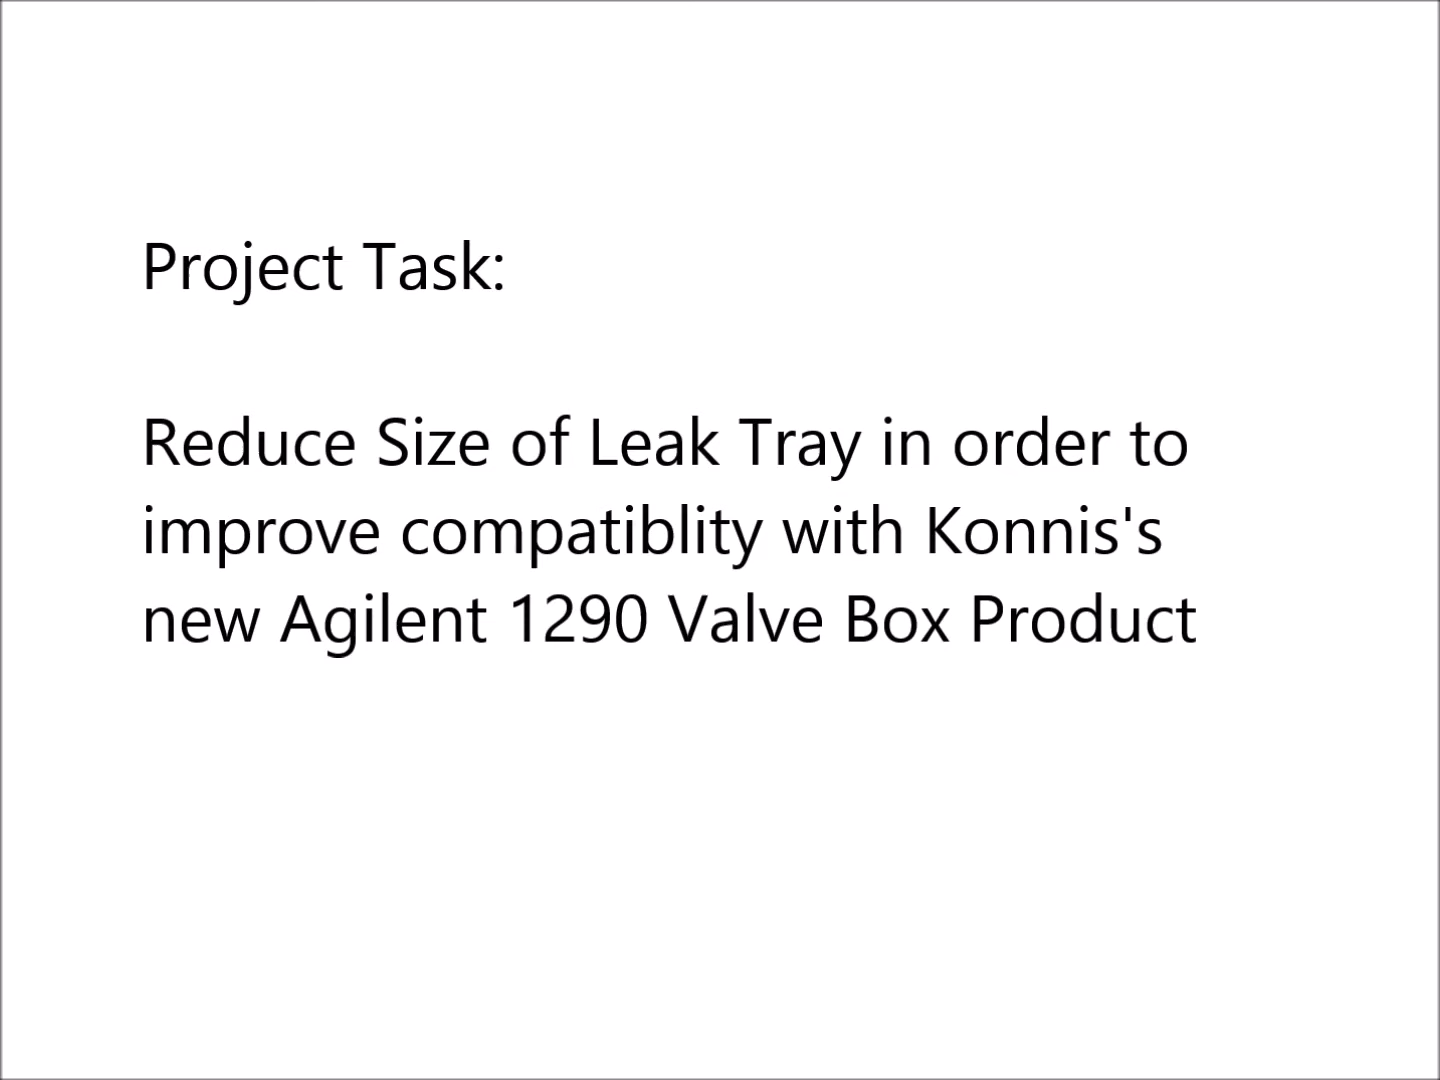 Project Task:
Reduce Size of Leak Tray in order to
improve compatiblity with Konnis's
new Agilent 1290 Valve Box Product